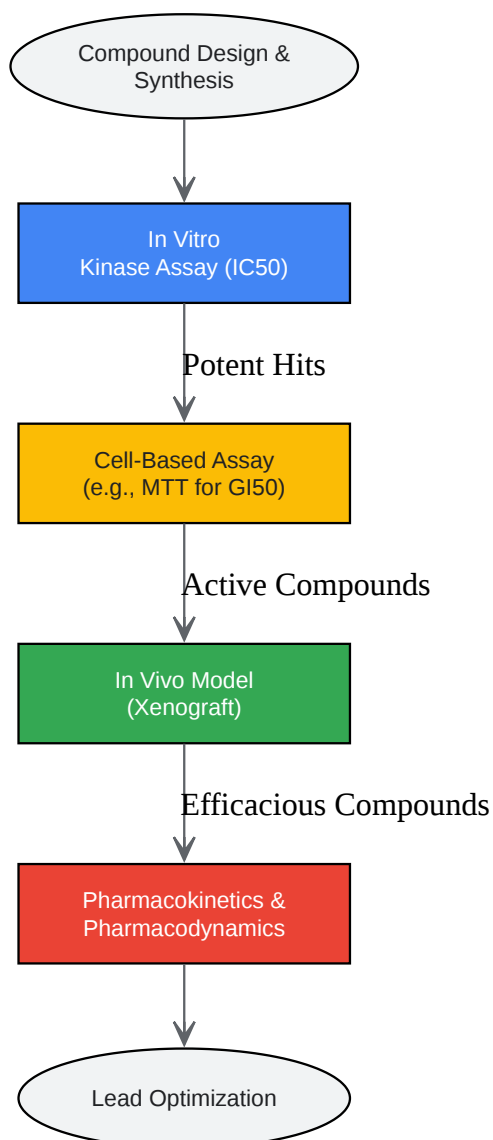 Compound Design &
Synthesis
In Vitro
Kinase Assay (IC50)
Potent Hits
Cell-Based Assay
(e.g., MTT for GI50)
Active Compounds
In Vivo Model
(Xenograft)
Efficacious Compounds
Pharmacokinetics &
Pharmacodynamics
Lead Optimization